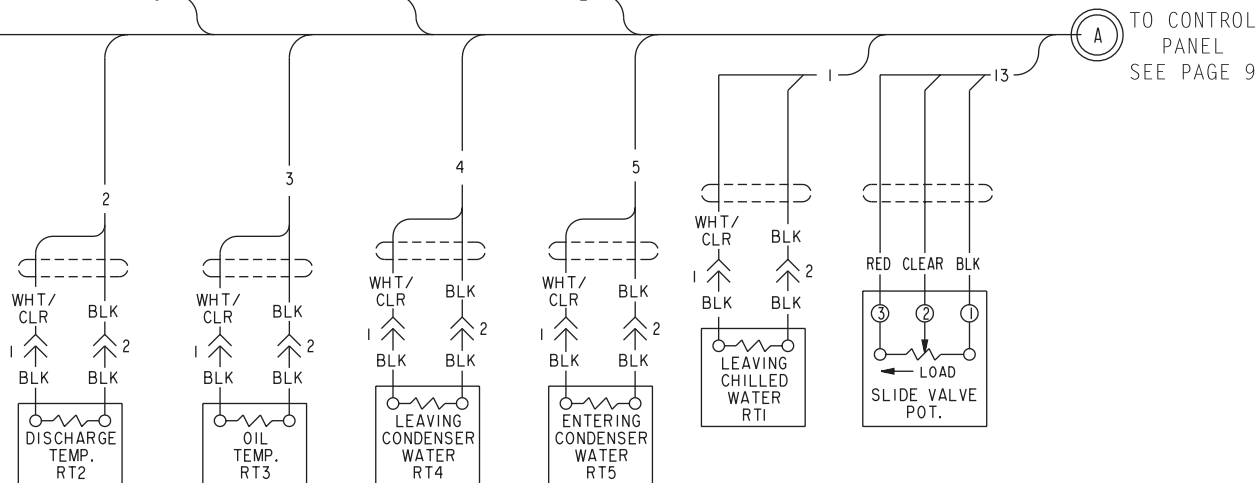 A
TO CONTROL
PANEL
SEE PAGE 9
1
13
2
3
4
5
WHT/
CLR
BLK
1
2
BLK
BLK
DISCHARGE
TEMP.
RT2
WHT/
CLR
BLK
1
2
BLK
BLK
OIL
TEMP.
RT3
WHT/
CLR
BLK
1
2
BLK
BLK
LEAVING
CONDENSER
WATER
RT4
WHT/
CLR
BLK
1
2
BLK
BLK
ENTERING
CONDENSER
WATER
RT5
WHT/
CLR
BLK
1
2
BLK
BLK
LEAVING
CHILLED
WATER
RT1
RED CLEAR BLK
3 2 1
LOAD
SLIDE VALVE
POT.